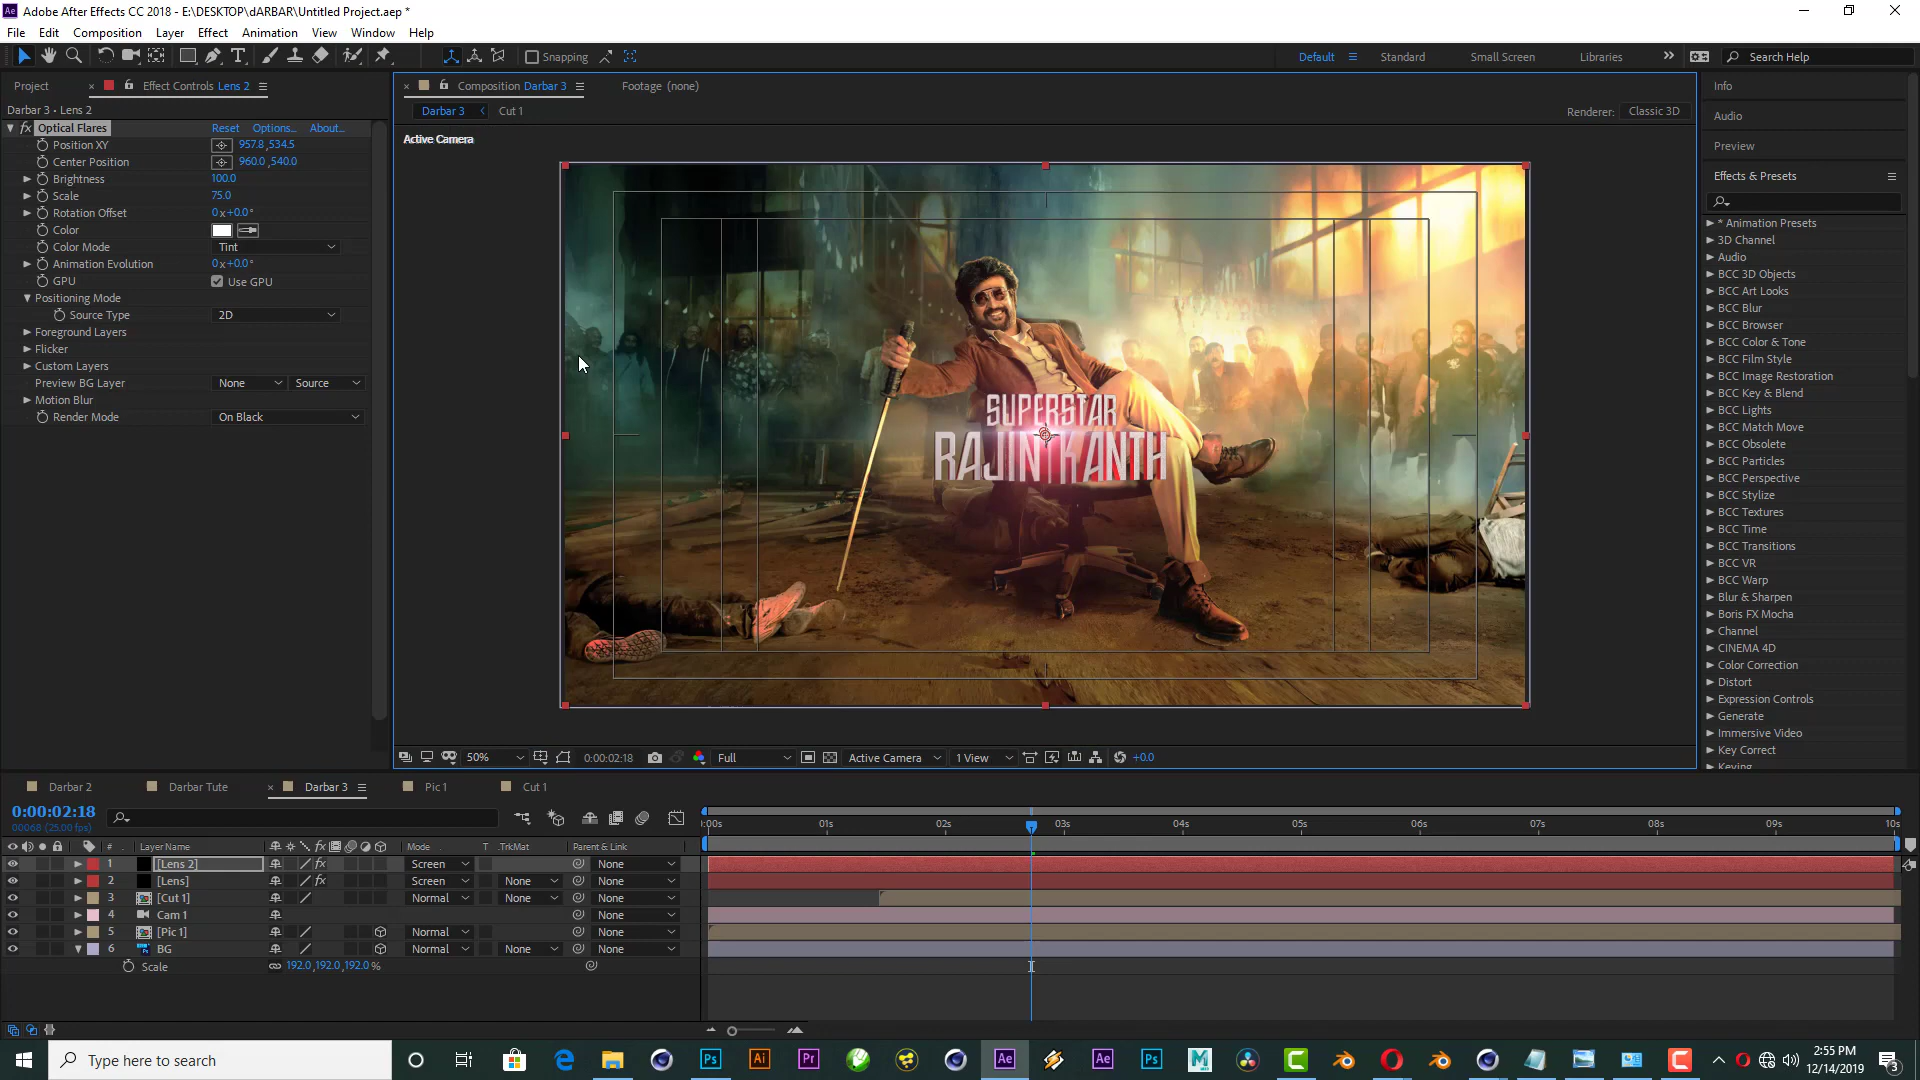 Adobe After Effects CC 2018 - E:\DESKTOP\dARBAR\Untitled Project.aep *
File Edit Composition Layer Effect Animation View Window Help
Snapping
Default Standard Small Screen Libraries Search Help
Project Effect Controls Lens 2
Darbar 3 • Lens 2
fx Optical Flares Reset Options... About...
Position XY 957.8,534.5
Center Position 960.0,540.0
Brightness 100.0
Scale 75.0
Rotation Offset 0x+0.0°
Color
Color Mode Tint
Animation Evolution 0x+0.0°
GPU Use GPU
Positioning Mode
Source Type 2D
Foreground Layers
Flicker
Custom Layers
Preview BG Layer None Source
Motion Blur
Render Mode On Black
Composition Darbar 3 Footage (none)
Darbar 3 Cut 1 Renderer: Classic 3D
Active Camera
SUPERSTAR
RAJINIKANTH
50% 0:00:02:18 Full Active Camera 1 View +0.0
Info
Audio
Preview
Effects & Presets
* Animation Presets
3D Channel
Audio
BCC 3D Objects
BCC Art Looks
BCC Blur
BCC Browser
BCC Color & Tone
BCC Film Style
BCC Image Restoration
BCC Key & Blend
BCC Lights
BCC Match Move
BCC Obsolete
BCC Particles
BCC Perspective
BCC Stylize
BCC Textures
BCC Time
BCC Transitions
BCC VR
BCC Warp
Blur & Sharpen
Boris FX Mocha
Channel
CINEMA 4D
Color Correction
Distort
Expression Controls
Generate
Immersive Video
Key Correct
Keying
Darbar 2 Darbar Tute Darbar 3 Pic 1 Cut 1
0:00:02:18
00068 (25.00 fps)
# Layer Name Mode T .TrkMat Parent & Link
:00s 01s 02s 03s 04s 05s 06s 07s 08s 09s 10s
1 [Lens 2] fx Screen None
2 [Lens] fx Screen None None
3 [Cut 1] Normal None None
4 Cam 1 None
5 [Pic 1] Normal None
6 BG Normal None None
Scale 192.0,192.0,192.0 %
Type here to search
2:55 PM
12/14/2019
3